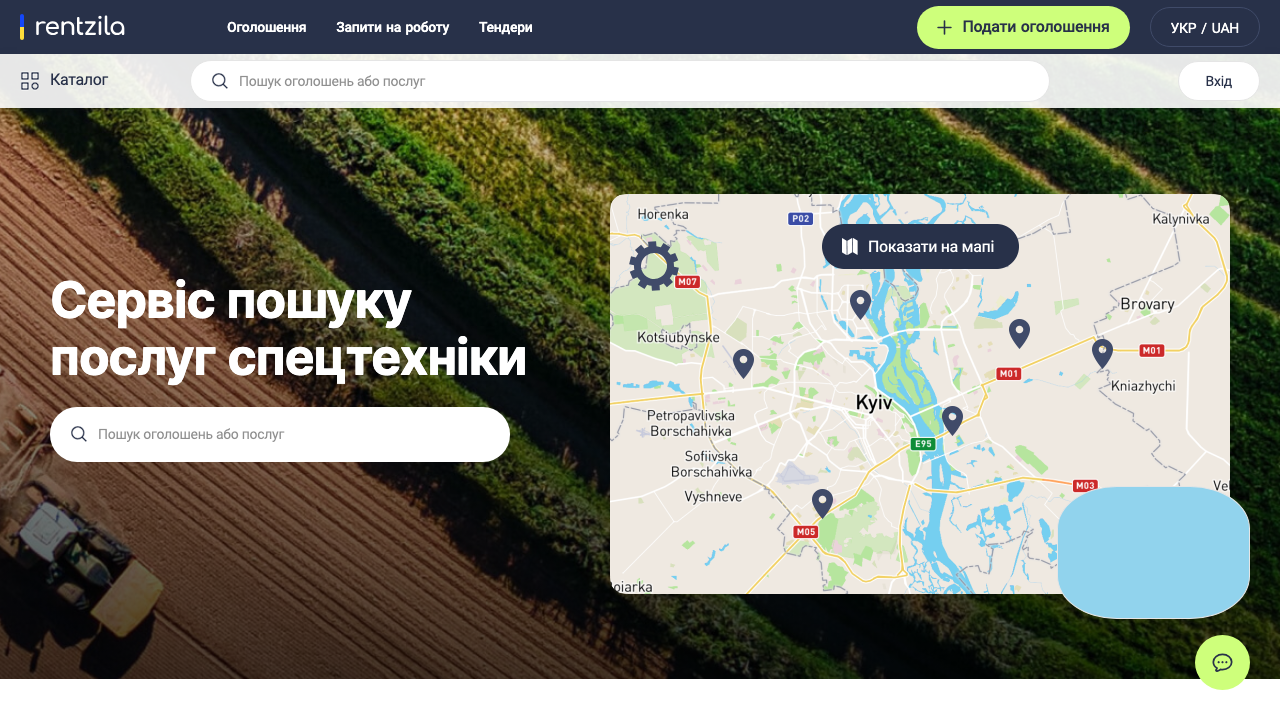 rentzila
Оголошення
Запити на роботу
Тендери
Подати оголошення
УКР / UAH
Каталог
Пошук оголошень або послуг
Вхід
Сервіс пошуку
послуг спецтехніки
Пошук оголошень або послуг
Horenka
P02
Kalynivka
Показати на мапі
M07
Brovary
Kotsiubynske
M01
M01
Kniazhychi
Kyiv
Petropavlivska
Borschahivka
E95
Sofiivska
Borschahivka
Vyshneve
M03
M05